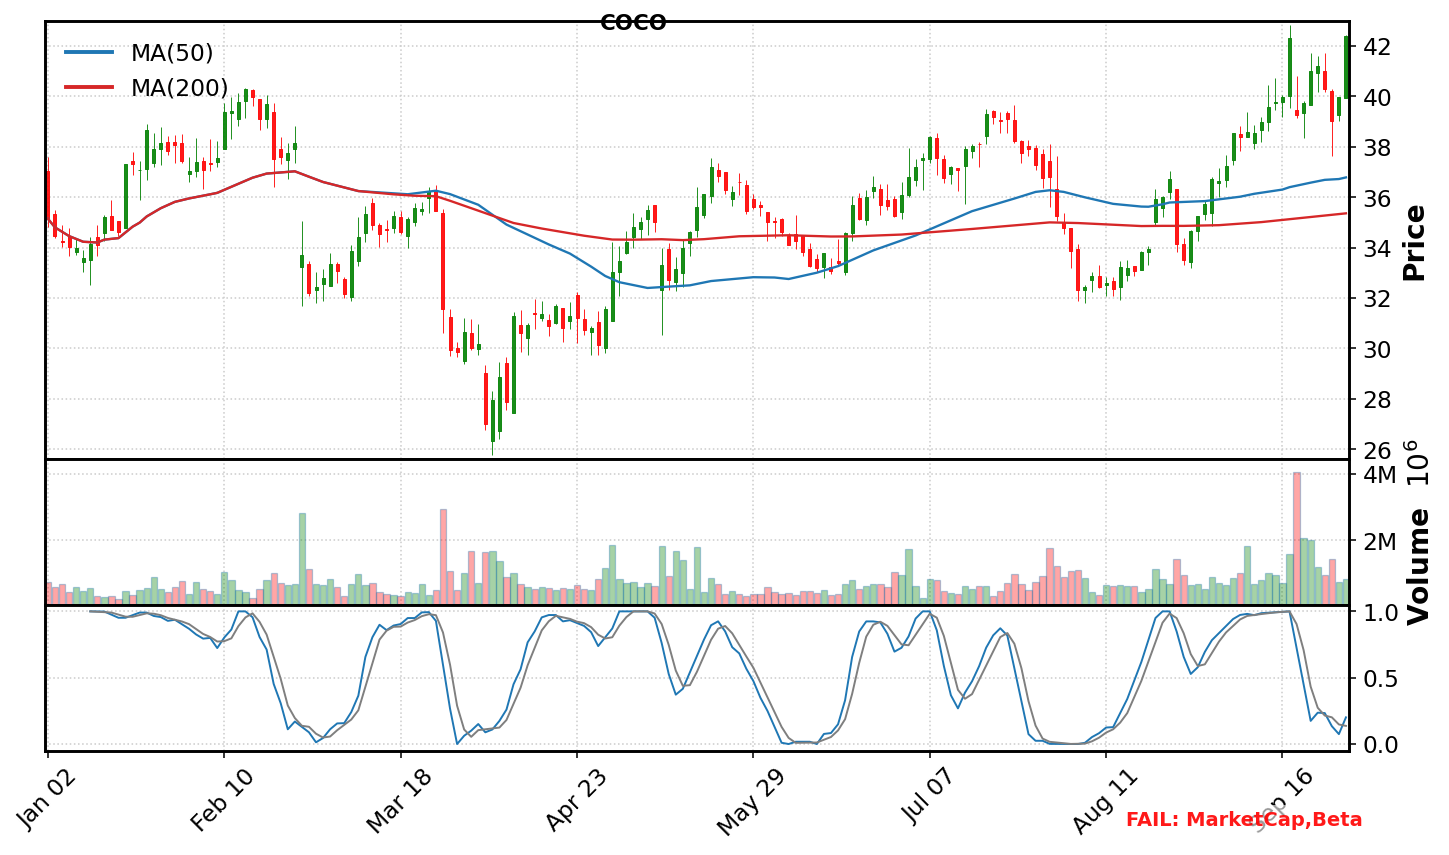 COCO
MA(50)
MA(200)
42
40
38
36
34
32
30
28
26
Price
4M
2M
Volume 10^6
1.0
0.5
0.0
Jan 02
Feb 10
Mar 18
Apr 23
May 29
Jul 07
Aug 11
Sep 16
FAIL: MarketCap,Beta